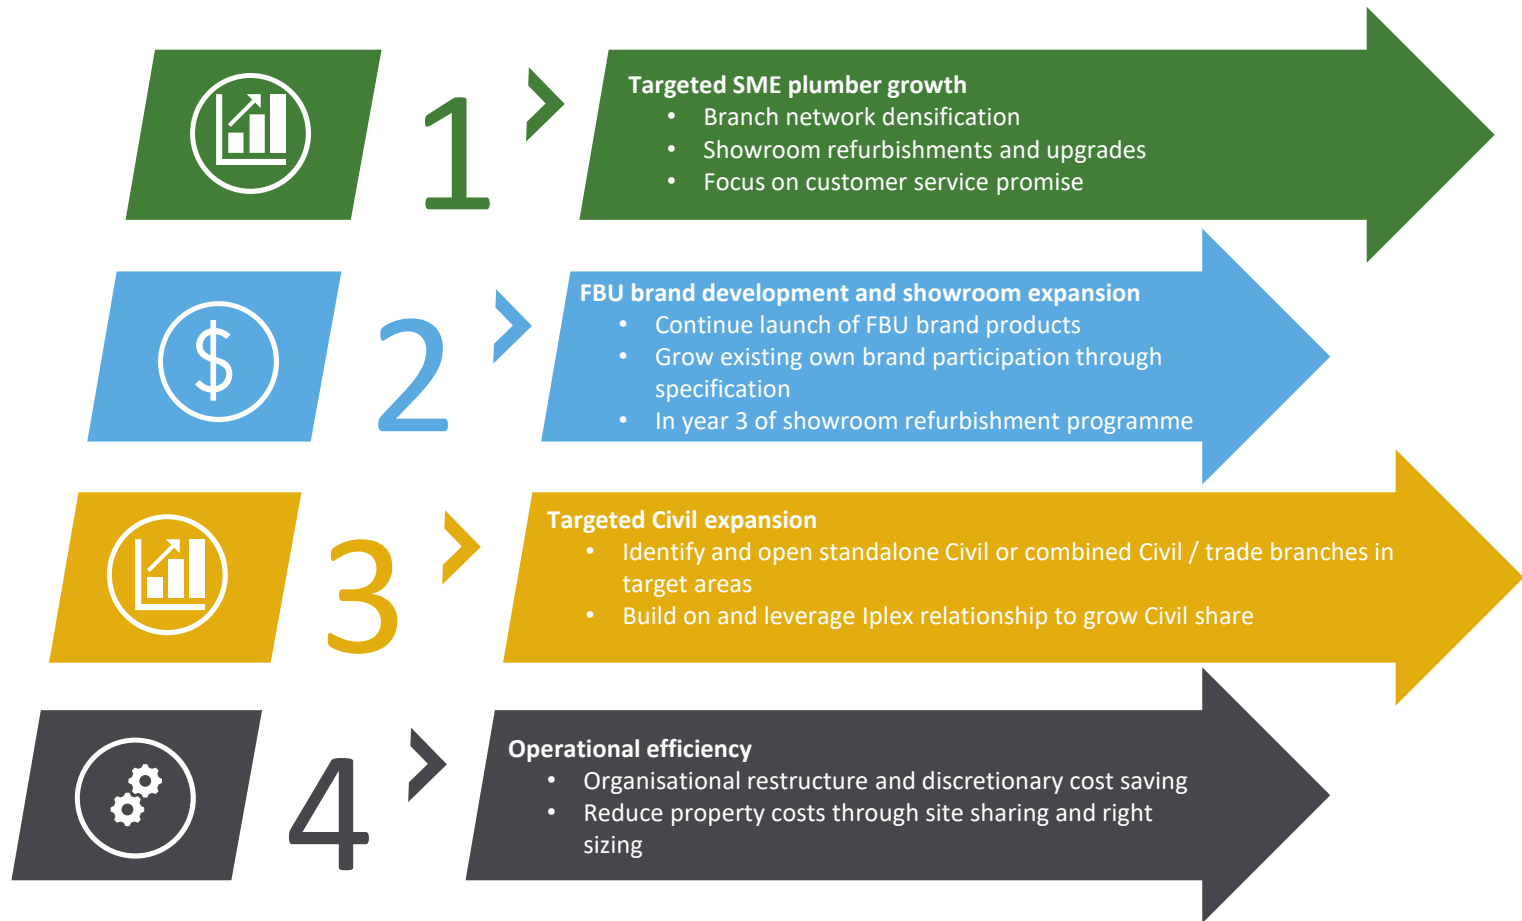 1
Targeted SME plumber growth
• Branch network densification
• Showroom refurbishments and upgrades
• Focus on customer service promise
$
2
FBU brand development and showroom expansion
• Continue launch of FBU brand products
• Grow existing own brand participation through
specification
• In year 3 of showroom refurbishment programme
3
Targeted Civil expansion
• Identify and open standalone Civil or combined Civil / trade branches in
target areas
• Build on and leverage Iplex relationship to grow Civil share
4
Operational efficiency
• Organisational restructure and discretionary cost saving
• Reduce property costs through site sharing and right
sizing